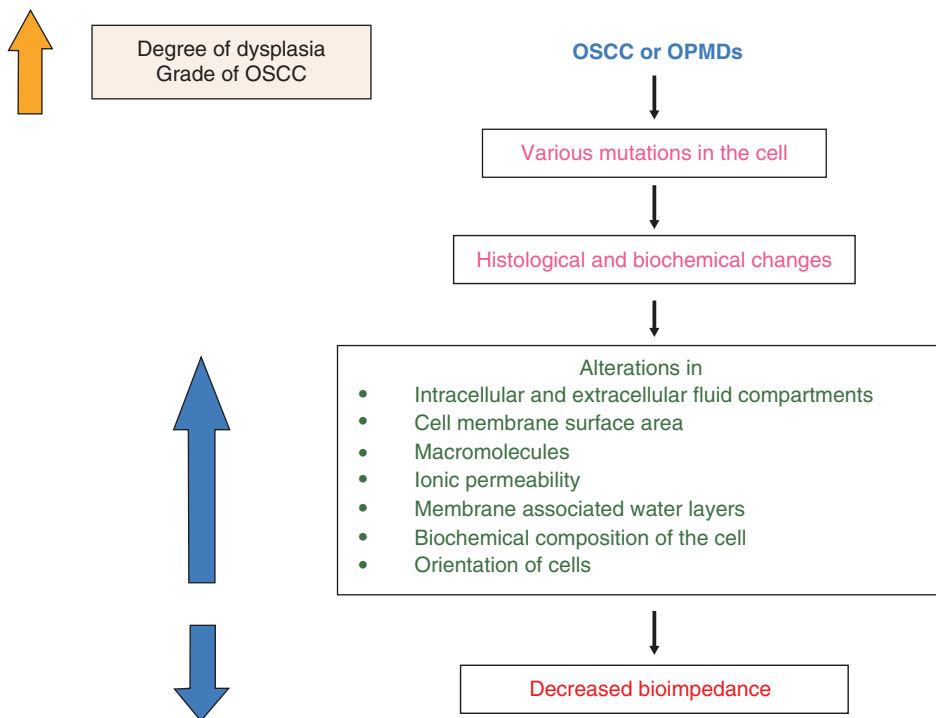 Degree of dysplasia
Grade of OSCC
OSCC or OPMDs
Various mutations in the cell
Histological and biochemical changes
Alterations in
• Intracellular and extracellular fluid compartments
• Cell membrane surface area
• Macromolecules
• Ionic permeability
• Membrane associated water layers
• Biochemical composition of the cell
• Orientation of cells
Decreased bioimpedance